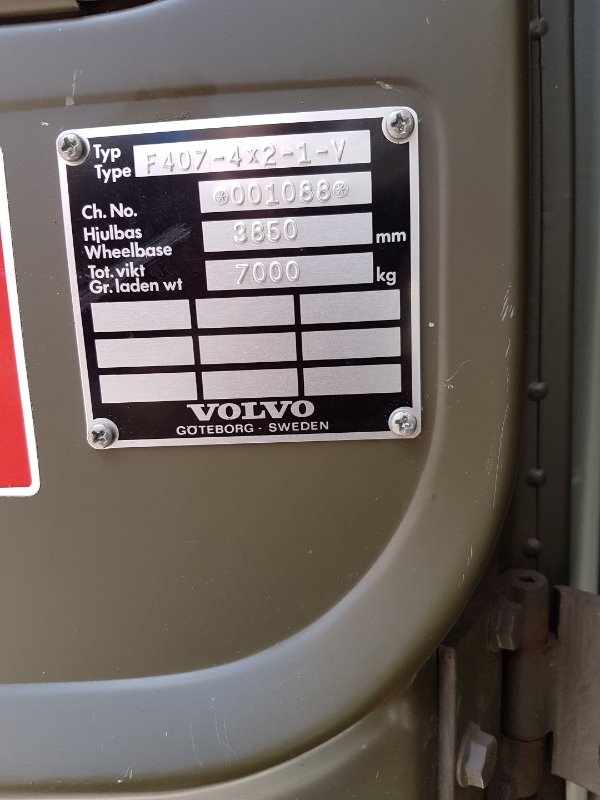 Typ
Type F407-4x2-1-V
Ch. No. *001088*
Hjulbas
Wheelbase 3650 mm
Tot. vikt
Gr. laden wt 7000 kg
VOLVO
GÖTEBORG · SWEDEN